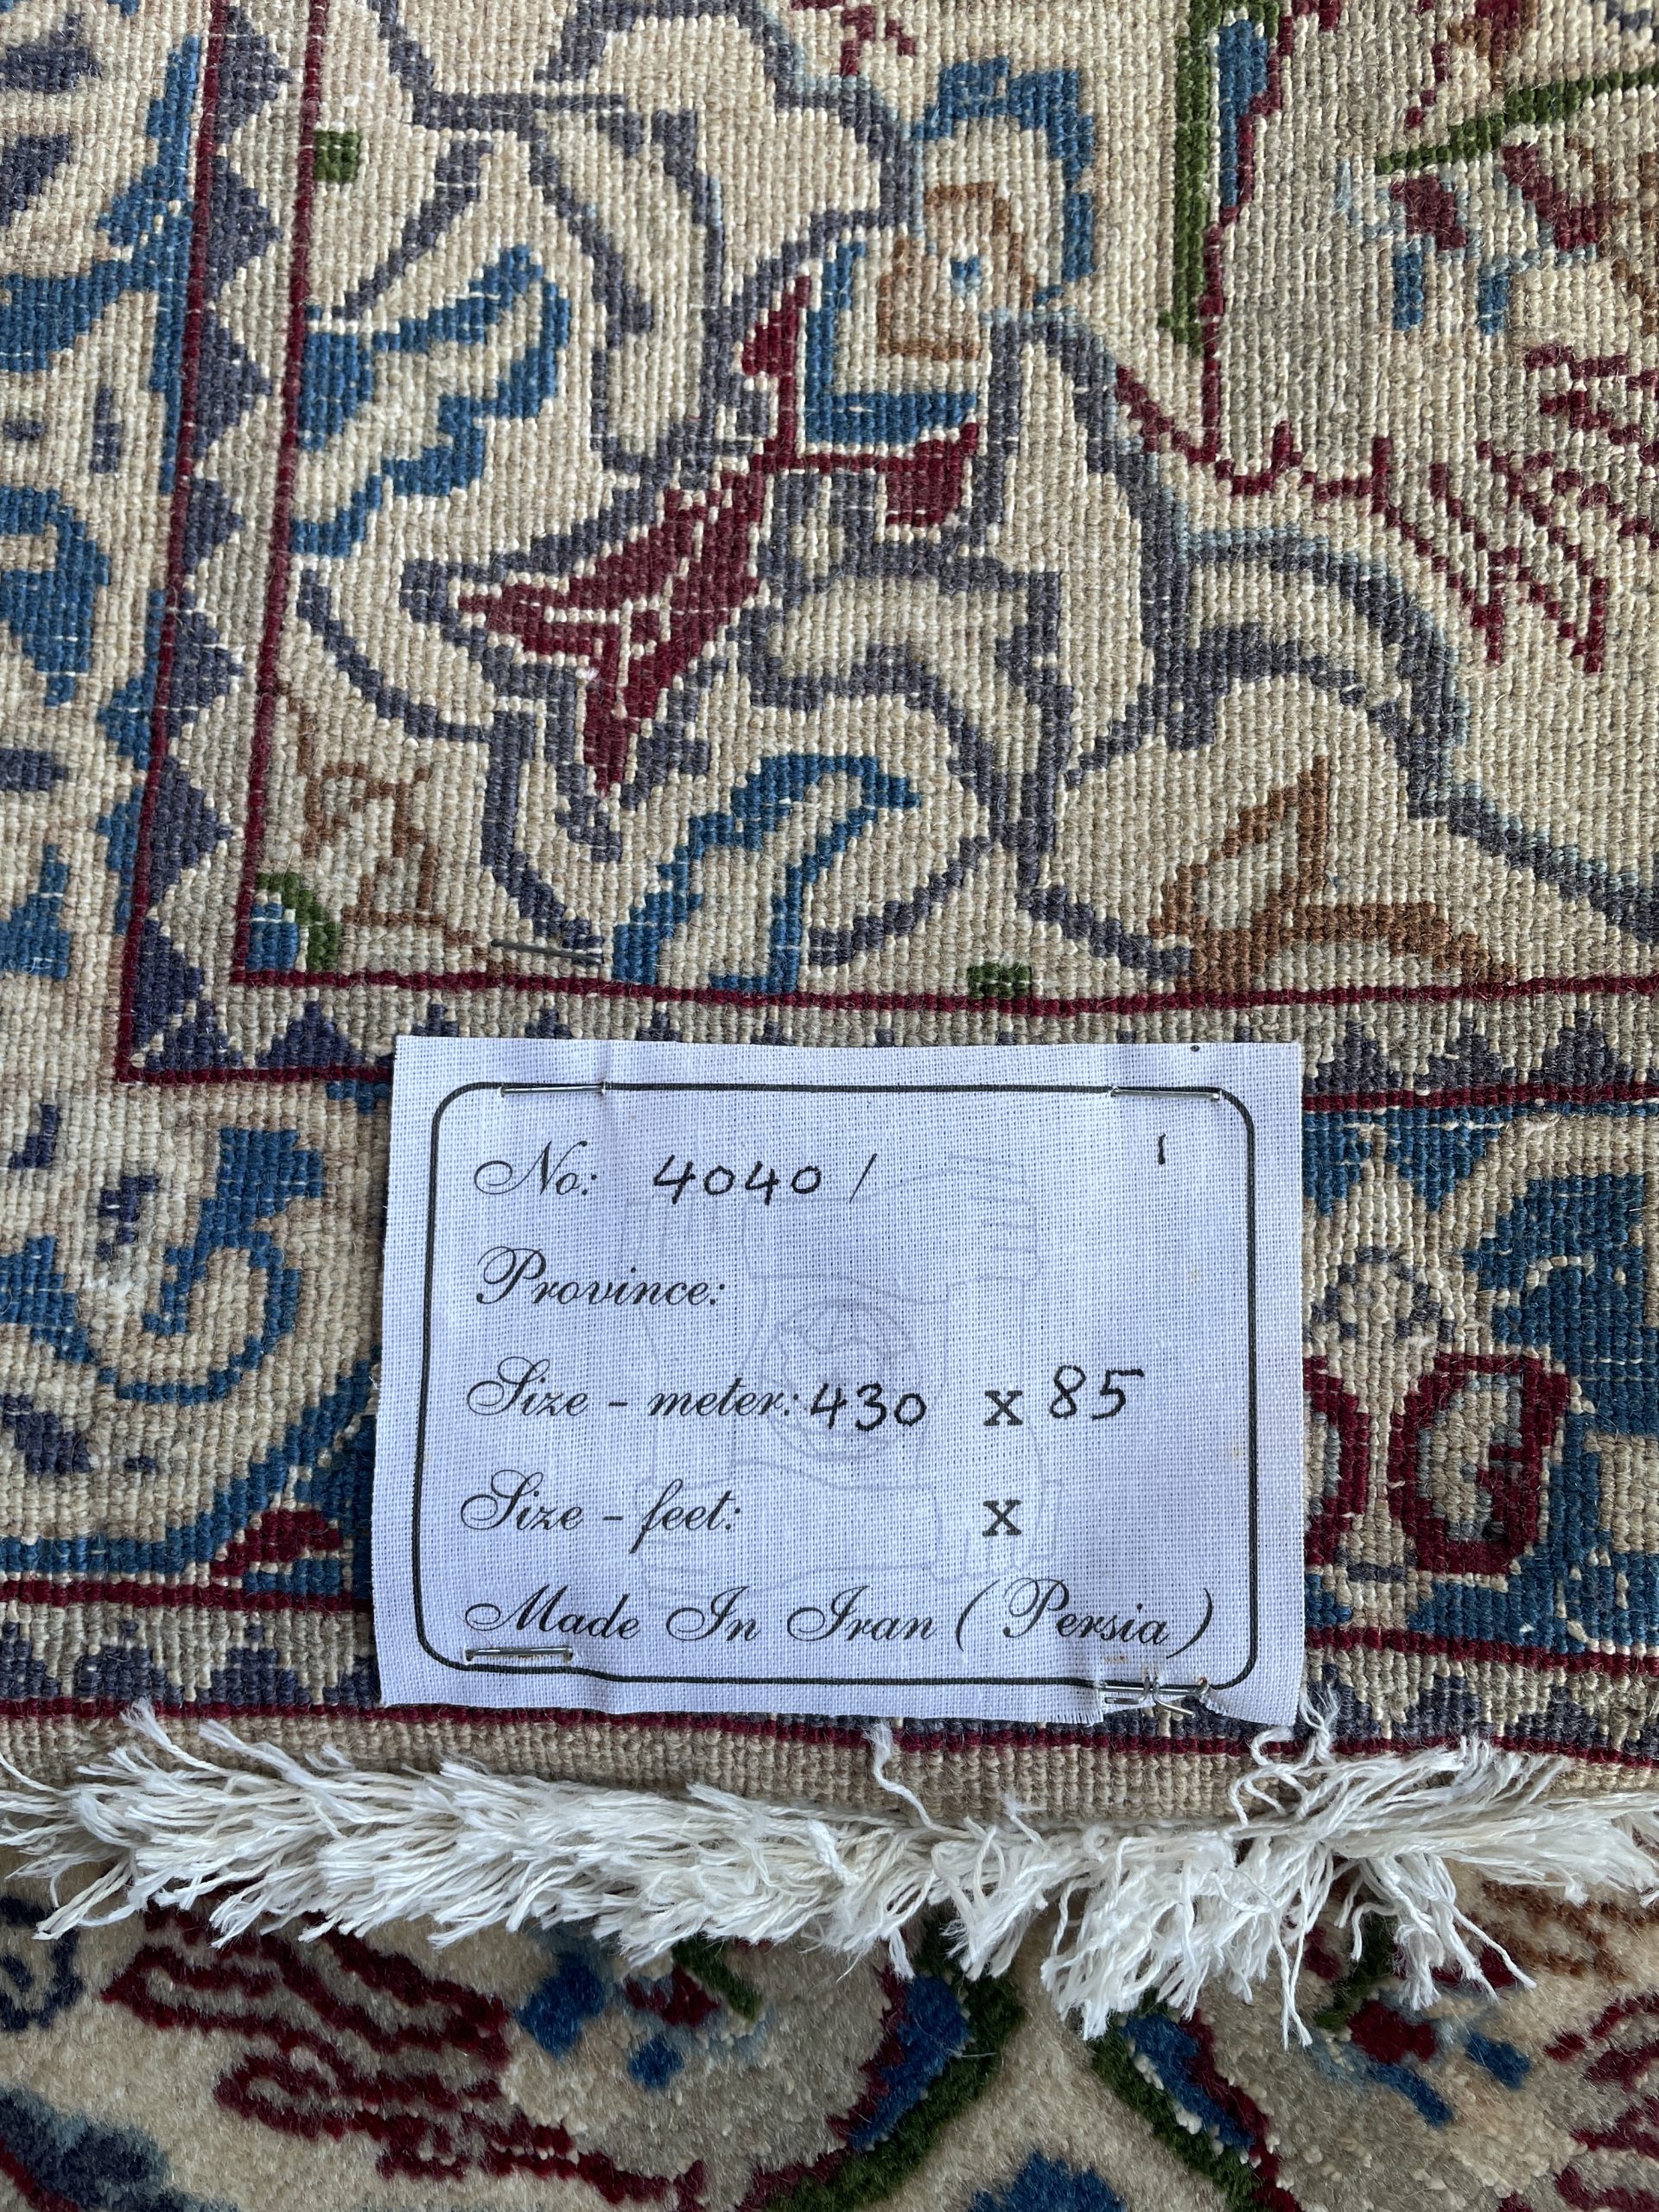 No: 4040/ 1
Province:
Size - meter: 430 x 85
Size - feet: x
Made In Iran ( Persia )